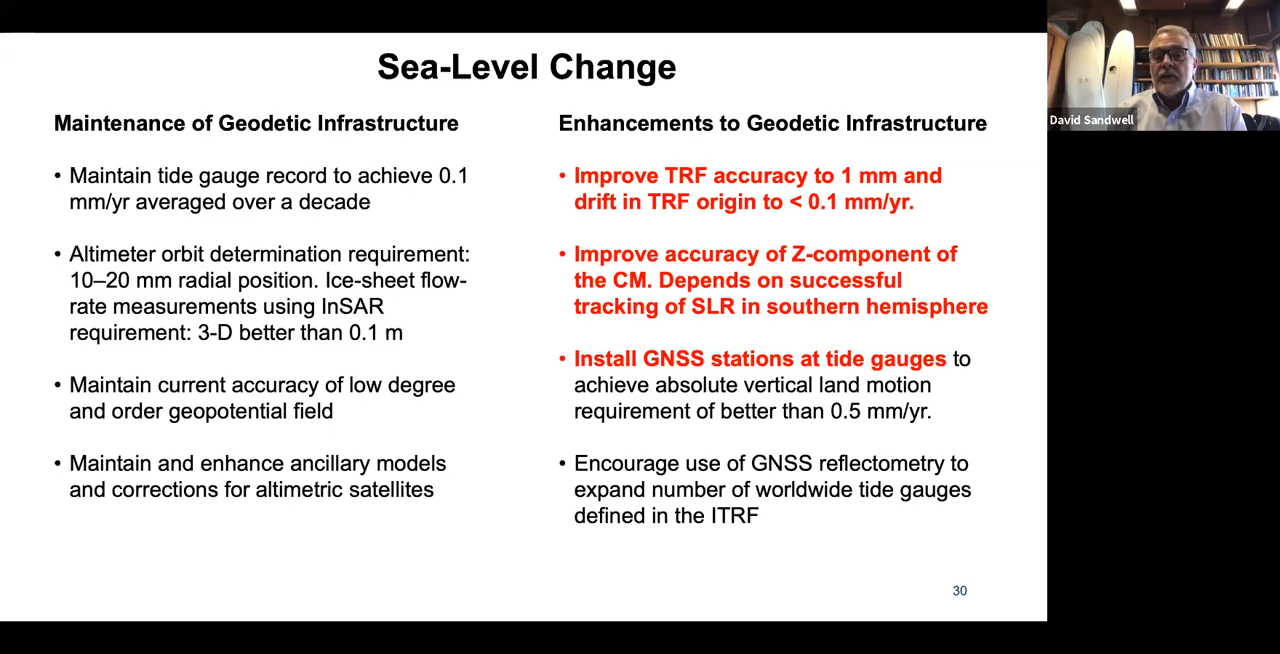 Sea-Level Change
Maintenance of Geodetic Infrastructure
• Maintain tide gauge record to achieve 0.1
mm/yr averaged over a decade
• Altimeter orbit determination requirement:
10–20 mm radial position. Ice-sheet flow-
rate measurements using InSAR
requirement: 3-D better than 0.1 m
• Maintain current accuracy of low degree
and order geopotential field
• Maintain and enhance ancillary models
and corrections for altimetric satellites
Enhancements to Geodetic Infrastructure
• Improve TRF accuracy to 1 mm and
drift in TRF origin to < 0.1 mm/yr.
• Improve accuracy of Z-component of
the CM. Depends on successful
tracking of SLR in southern hemisphere
• Install GNSS stations at tide gauges to
achieve absolute vertical land motion
requirement of better than 0.5 mm/yr.
• Encourage use of GNSS reflectometry to
expand number of worldwide tide gauges
defined in the ITRF
30
David Sandwell